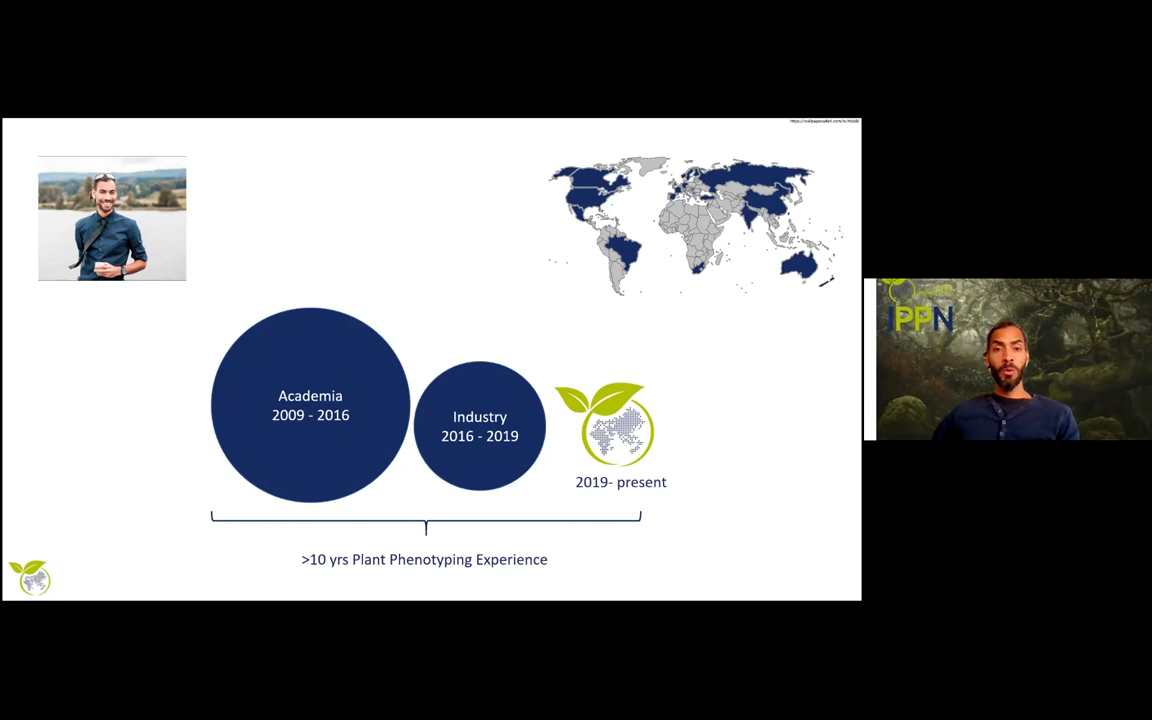 Academia
2009 - 2016
Industry
2016 - 2019
2019- present
>10 yrs Plant Phenotyping Experience
IPPN